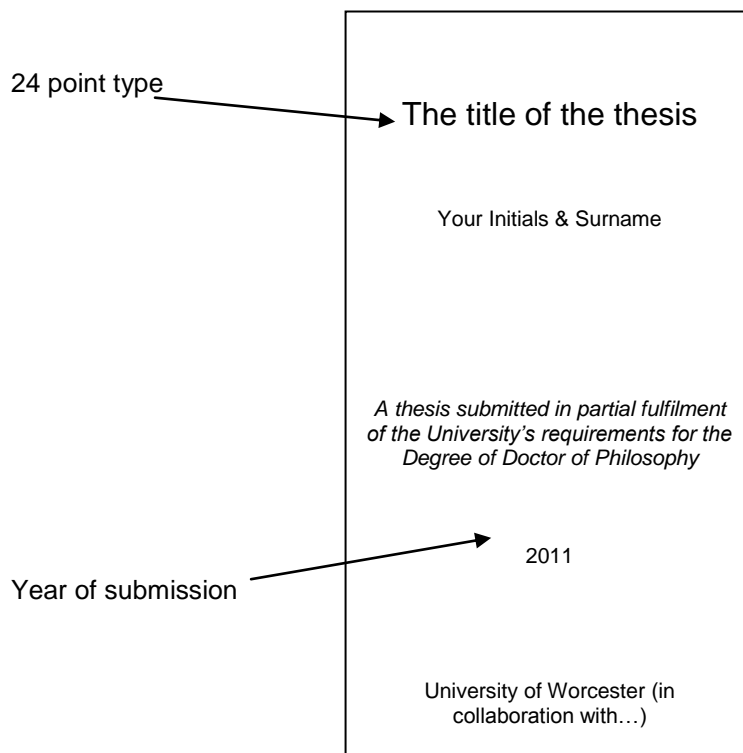 24 point type
The title of the thesis
Your Initials & Surname
A thesis submitted in partial fulfilment
of the University’s requirements for the
Degree of Doctor of Philosophy
2011
Year of submission
University of Worcester (in
collaboration with…)